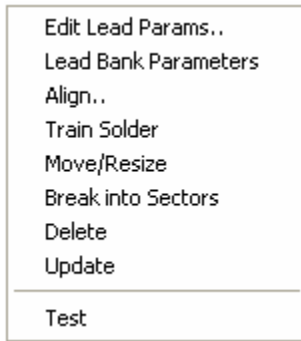 Edit Lead Params..
Lead Bank Parameters
Align..
Train Solder
Move/Resize
Break into Sectors
Delete
Update
Test